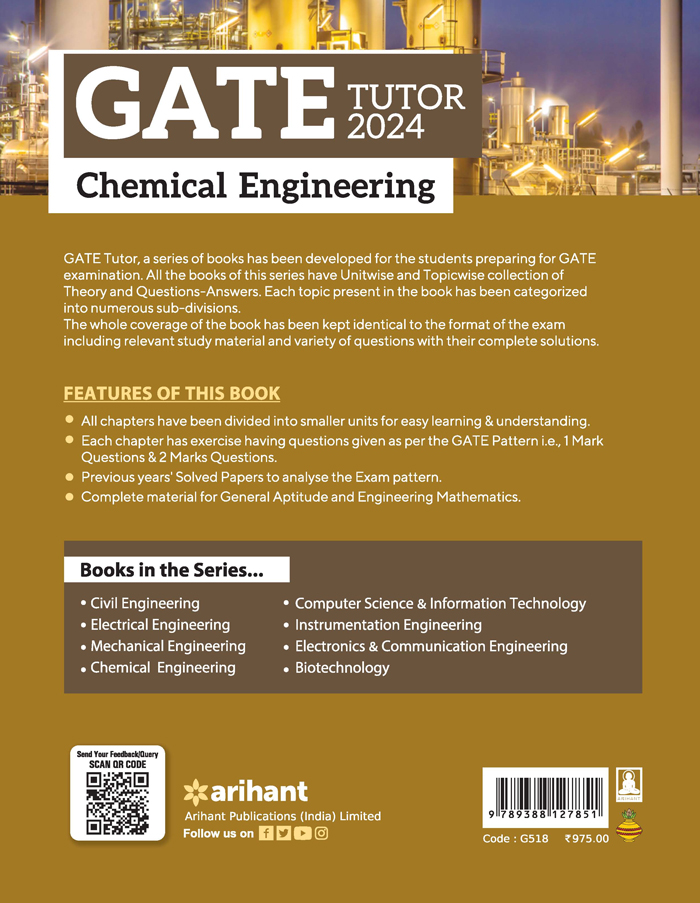 GATE TUTOR
2024
Chemical Engineering
GATE Tutor, a series of books has been developed for the students preparing for GATE
examination. All the books of this series have Unitwise and Topicwise collection of
Theory and Questions-Answers. Each topic present in the book has been categorized
into numerous sub-divisions.
The whole coverage of the book has been kept identical to the format of the exam
including relevant study material and variety of questions with their complete solutions.
FEATURES OF THIS BOOK
• All chapters have been divided into smaller units for easy learning & understanding.
• Each chapter has exercise having questions given as per the GATE Pattern i.e., 1 Mark
Questions & 2 Marks Questions.
• Previous years' Solved Papers to analyse the Exam pattern.
• Complete material for General Aptitude and Engineering Mathematics.
Books in the Series...
• Civil Engineering
• Electrical Engineering
• Mechanical Engineering
• Chemical Engineering
• Computer Science & Information Technology
• Instrumentation Engineering
• Electronics & Communication Engineering
• Biotechnology
Send Your Feedback/Query
SCAN QR CODE
arihant
Arihant Publications (India) Limited
Follow us on
9 789388 127851
Code : G518 ₹975.00
ARIHANT